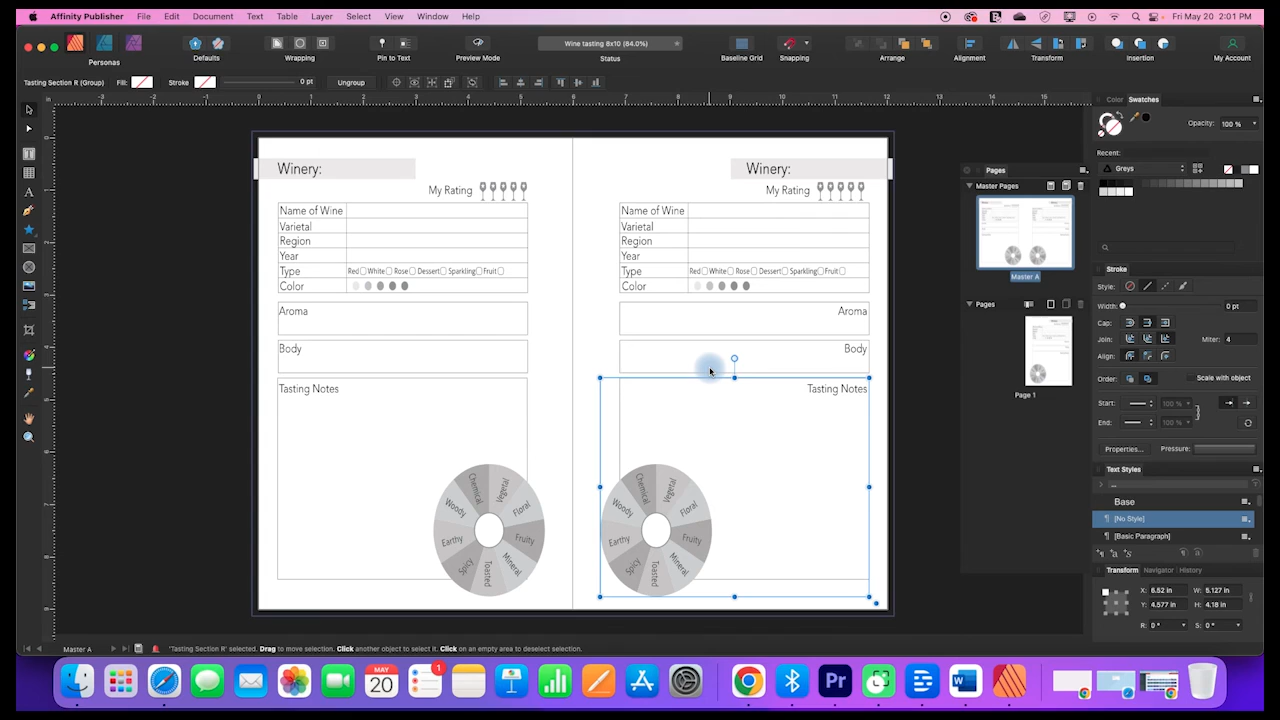 Affinity Publisher File Edit Document Text Table Layer Select View Window Help Fri May 20 2:01 PM
Personas Defaults Wrapping Pin to Text Preview Mode Wine tasting 8x10 (84.0%) Status Baseline Grid Snapping Arrange Alignment Transform Insertion My Account
Tasting Section R (Group) Fill: Stroke 0 pt Ungroup
Winery:
My Rating
Name of Wine
Varietal
Region
Year
Type Red White Rose Dessert Sparkling Fruit
Color
Aroma
Body
Tasting Notes
Chemical
Vegetal
Floral
Fruity
Mineral
Toasted
Spicy
Earthy
Woody
Winery:
My Rating
Name of Wine
Varietal
Region
Year
Type Red White Rose Dessert Sparkling Fruit
Color
Aroma
Body
Tasting Notes
Chemical
Vegetal
Floral
Fruity
Mineral
Toasted
Spicy
Earthy
Woody
Pages
Master Pages
Master A
Pages
Page 1
Color Swatches
Opacity: 100 %
Recent:
Greys
Stroke
Style:
Width: 0 pt
Cap:
Join: Miter: 4
Align:
Order: Scale with object
Start: 100 %
End: 100 %
Properties... Pressure:
Text Styles
...
Base
[No Style]
[Basic Paragraph]
Transform Navigator History
X: 6.52 in W: 5.127 in
Y: 4.577 in H: 4.18 in
R: 0 ° S: 0 °
Master A 'Tasting Section R' selected. Drag to move selection. Click another object to select it. Click on an empty area to deselect selection.
MAY
20
1